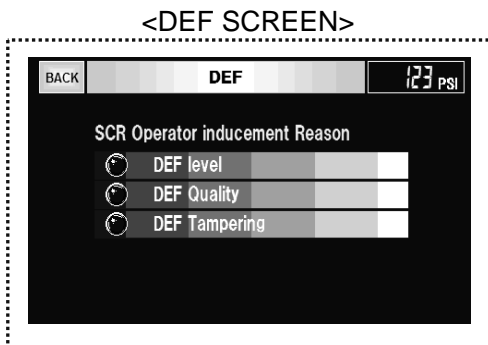 <DEF SCREEN>
BACK DEF 123 PSI
SCR Operator inducement Reason
DEF level
DEF Quality
DEF Tampering